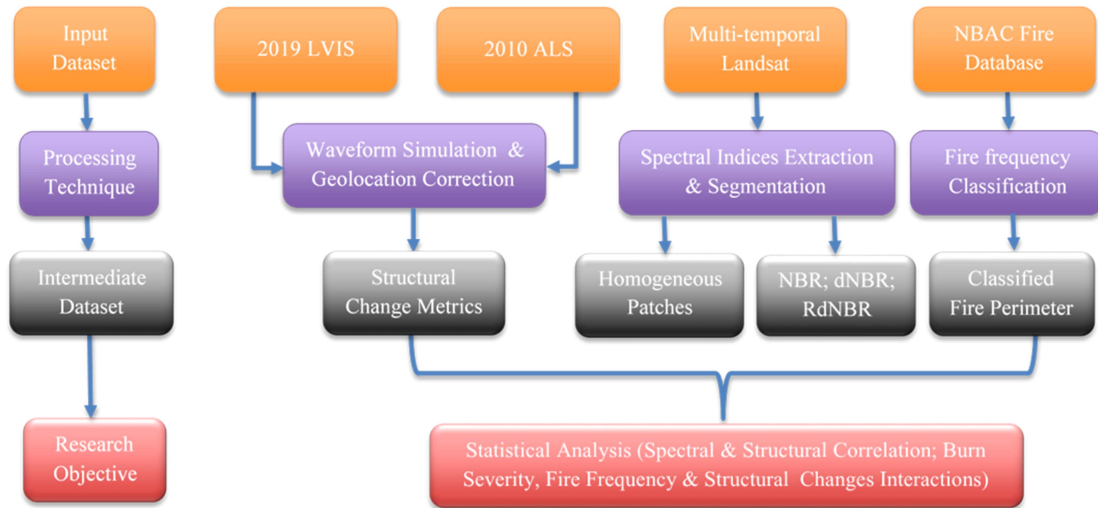 Input
Dataset
2019 LVIS
2010 ALS
Multi-temporal
Landsat
NBAC Fire
Database
Processing
Technique
Waveform Simulation &
Geolocation Correction
Spectral Indices Extraction
& Segmentation
Fire frequency
Classification
Intermediate
Dataset
Structural
Change Metrics
Homogeneous
Patches
NBR; dNBR;
RdNBR
Classified
Fire Perimeter
Research
Objective
Statistical Analysis (Spectral & Structural Correlation; Burn
Severity, Fire Frequency & Structural Changes Interactions)